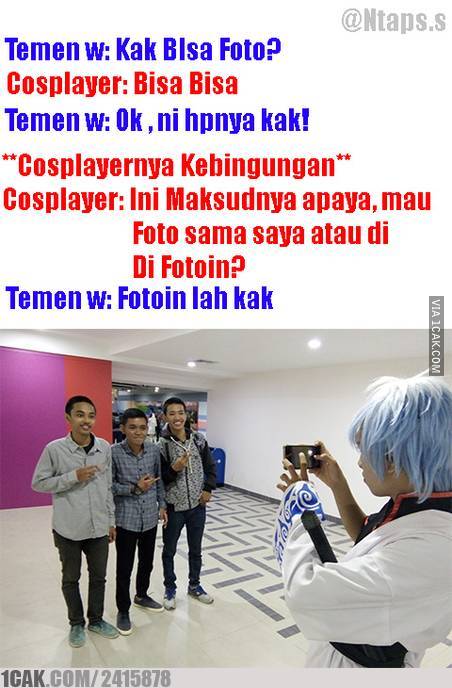 @Ntaps.s
Temen w: Kak BIsa Foto?
Cosplayer: Bisa Bisa
Temen w: Ok , ni hpnya kak!
**Cosplayernya Kebingungan**
Cosplayer: Ini Maksudnya apaya, mau
Foto sama saya atau di
Di Fotoin?
Temen w: Fotoin lah kak
VIA 1CAK.COM
1CAK.COM/2415878